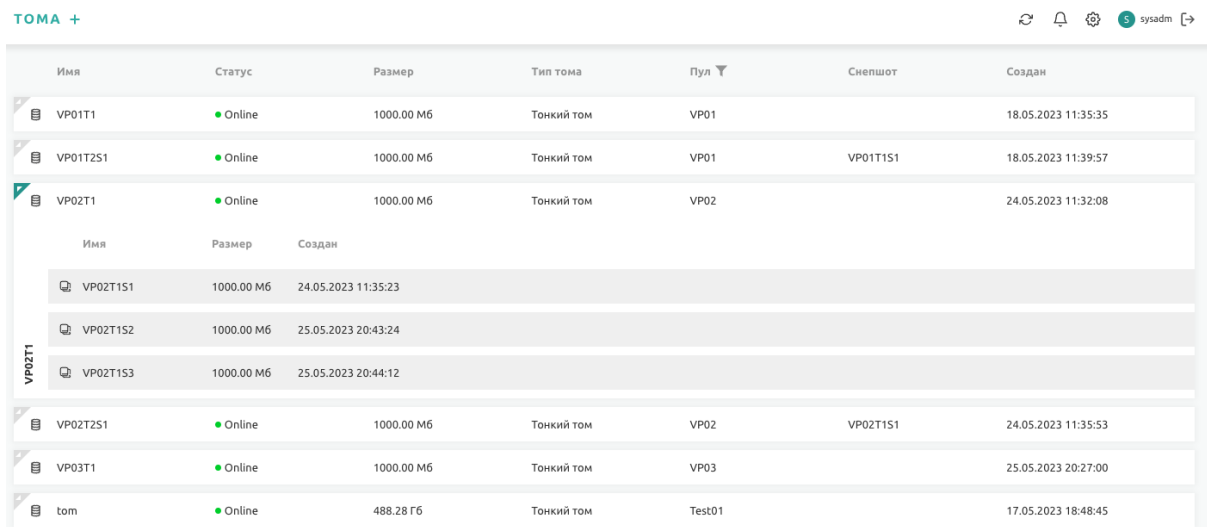 ТОМА +
S sysadm
Имя Статус Размер Тип тома Пул Снепшот Создан
VP01T1 Online 1000.00 Мб Тонкий том VP01 18.05.2023 11:35:35
VP01T2S1 Online 1000.00 Мб Тонкий том VP01 VP01T1S1 18.05.2023 11:39:57
VP02T1 Online 1000.00 Мб Тонкий том VP02 24.05.2023 11:32:08
Имя Размер Создан
VP02T1S1 1000.00 Мб 24.05.2023 11:35:23
VP02T1S2 1000.00 Мб 25.05.2023 20:43:24
VP02T1S3 1000.00 Мб 25.05.2023 20:44:12
VP02T1
VP02T2S1 Online 1000.00 Мб Тонкий том VP02 VP02T1S1 24.05.2023 11:35:53
VP03T1 Online 1000.00 Мб Тонкий том VP03 25.05.2023 20:27:00
tom Online 488.28 Гб Тонкий том Test01 17.05.2023 18:48:45